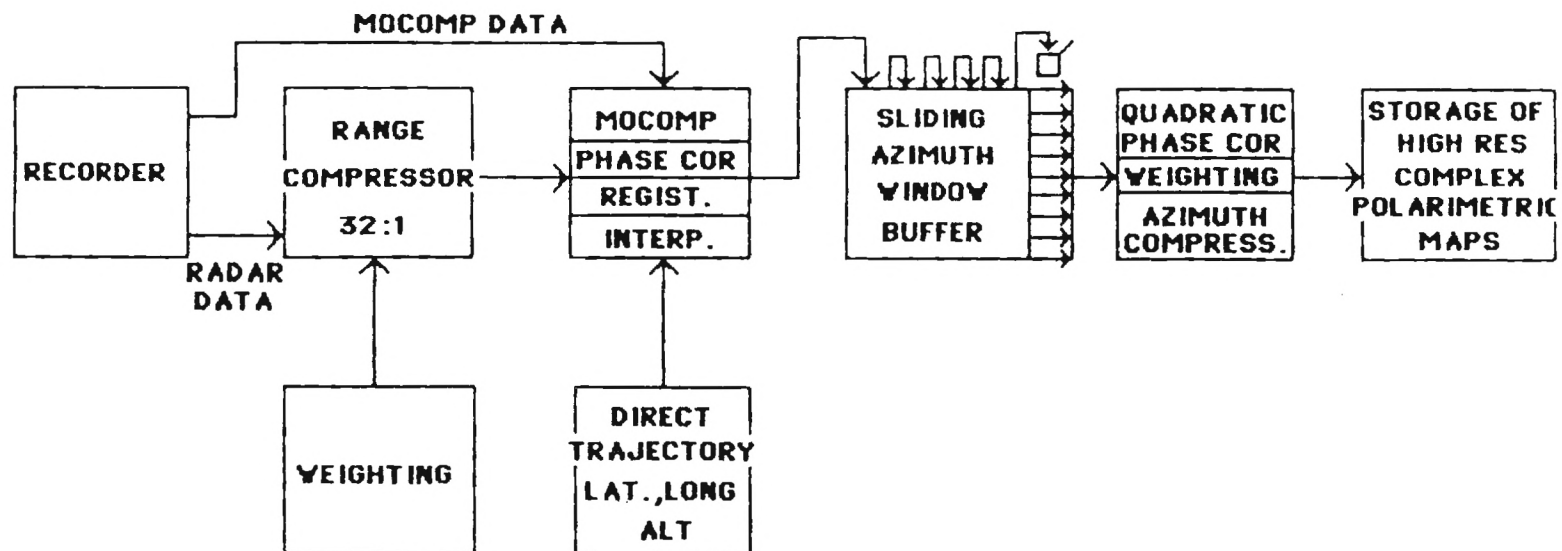 MOCOMP DATA
RECORDER
RADAR
DATA
RANGE
COMPRESSOR
32:1
MOCOMP
PHASE COR
REGIST.
INTERP.
SLIDING
AZIMUTH
WINDOW
BUFFER
QUADRATIC
PHASE COR
WEIGHTING
AZIMUTH
COMPRESS.
STORAGE OF
HIGH RES
COMPLEX
POLARIMETRIC
MAPS
WEIGHTING
DIRECT
TRAJECTORY
LAT.,LONG
ALT